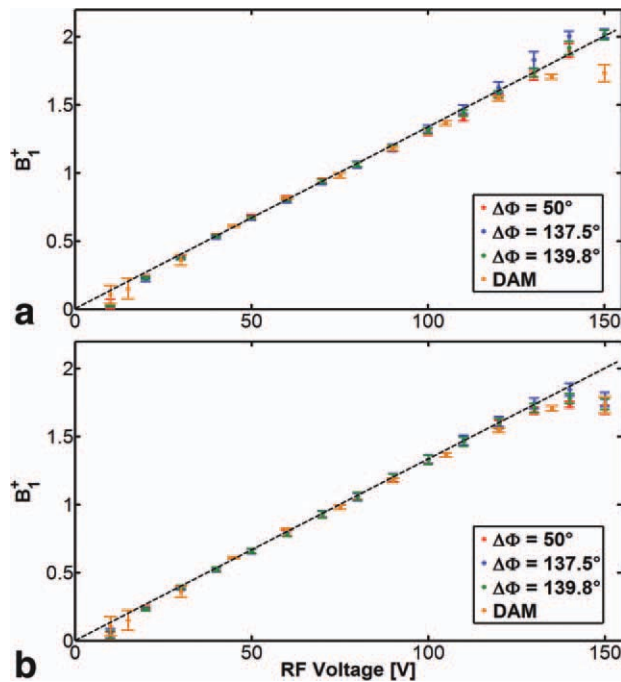 2
1.5
B₁⁺
1
0.5
0
ΔΦ = 50°
ΔΦ = 137.5°
ΔΦ = 139.8°
DAM
a
0 50 100 150
2
1.5
B₁⁺
1
0.5
0
ΔΦ = 50°
ΔΦ = 137.5°
ΔΦ = 139.8°
DAM
b
0 50 100 150
RF Voltage [V]